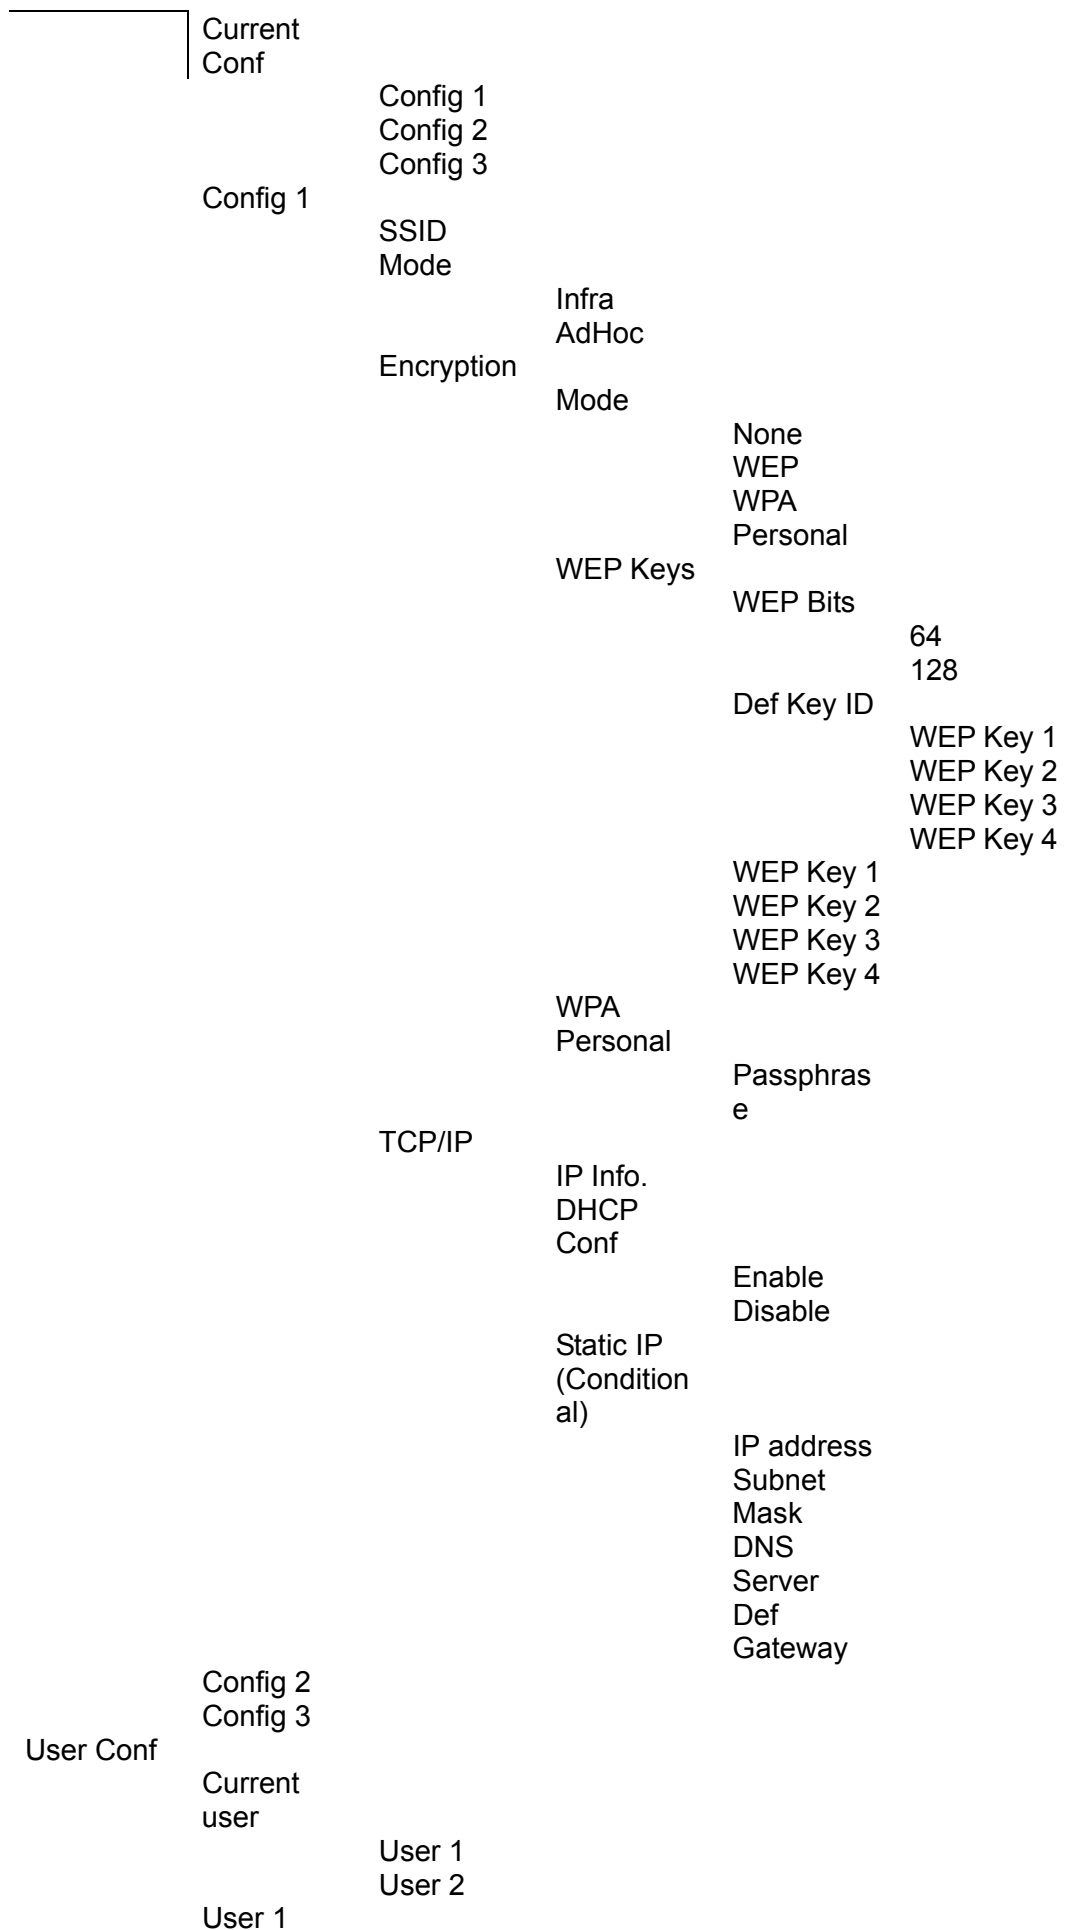 Current
Conf
Config 1
Config 2
Config 3
Config 1
SSID
Mode
Infra
AdHoc
Encryption
Mode
None
WEP
WPA
Personal
WEP Keys
WEP Bits
64
128
Def Key ID
WEP Key 1
WEP Key 2
WEP Key 3
WEP Key 4
WEP Key 1
WEP Key 2
WEP Key 3
WEP Key 4
WPA
Personal
Passphras
e
TCP/IP
IP Info.
DHCP
Conf
Enable
Disable
Static IP
(Condition
al)
IP address
Subnet
Mask
DNS
Server
Def
Gateway
Config 2
Config 3
User Conf
Current
user
User 1
User 2
User 1